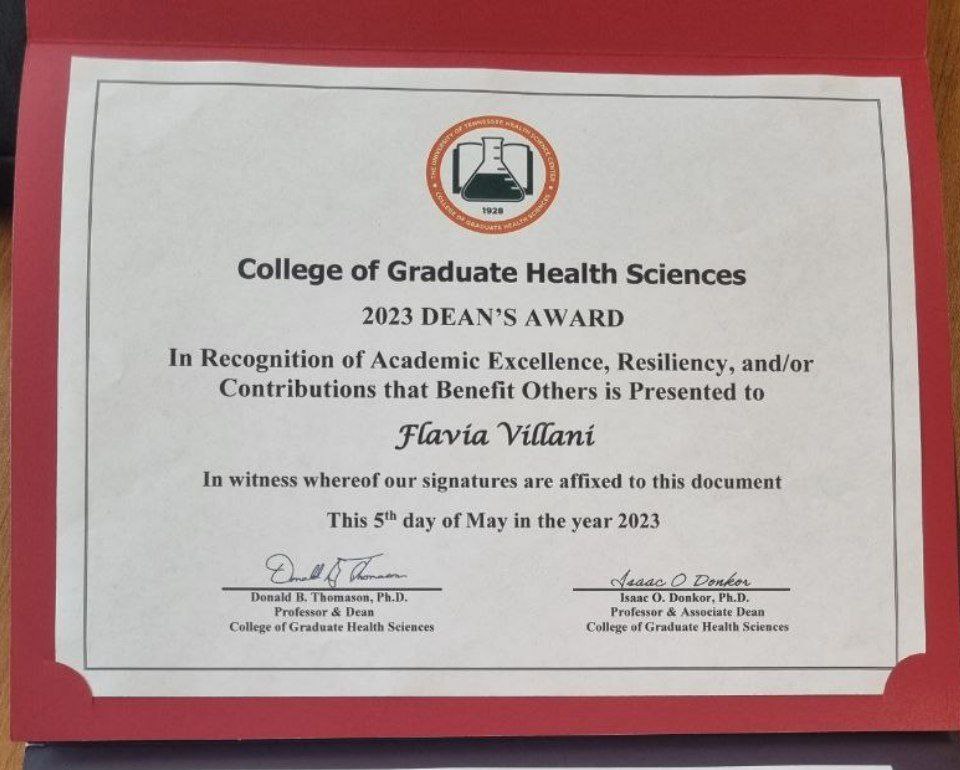 THE UNIVERSITY OF TENNESSEE HEALTH SCIENCE CENTER
COLLEGE OF GRADUATE HEALTH SCIENCES
1928
College of Graduate Health Sciences
2023 DEAN'S AWARD
In Recognition of Academic Excellence, Resiliency, and/or
Contributions that Benefit Others is Presented to
Flavia Villani
In witness whereof our signatures are affixed to this document
This 5th day of May in the year 2023
Donald B Thomason
Isaac O Donkor
Donald B. Thomason, Ph.D.
Isaac O. Donkor, Ph.D.
Professor & Dean
Professor & Associate Dean
College of Graduate Health Sciences
College of Graduate Health Sciences